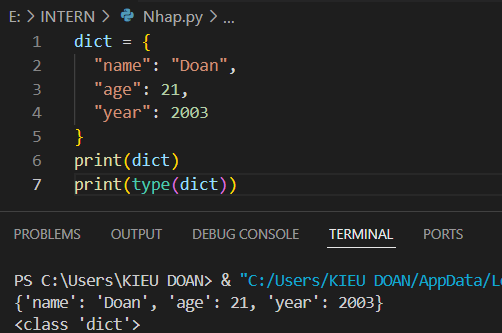 E: > INTERN > Nhap.py > ...
1 dict = {
2 "name": "Doan",
3 "age": 21,
4 "year": 2003
5 }
6 print(dict)
7 print(type(dict))
PROBLEMS OUTPUT DEBUG CONSOLE TERMINAL PORTS
PS C:\Users\KIEU DOAN> & "C:/Users/KIEU DOAN/AppData/Lo
{'name': 'Doan', 'age': 21, 'year': 2003}
<class 'dict'>